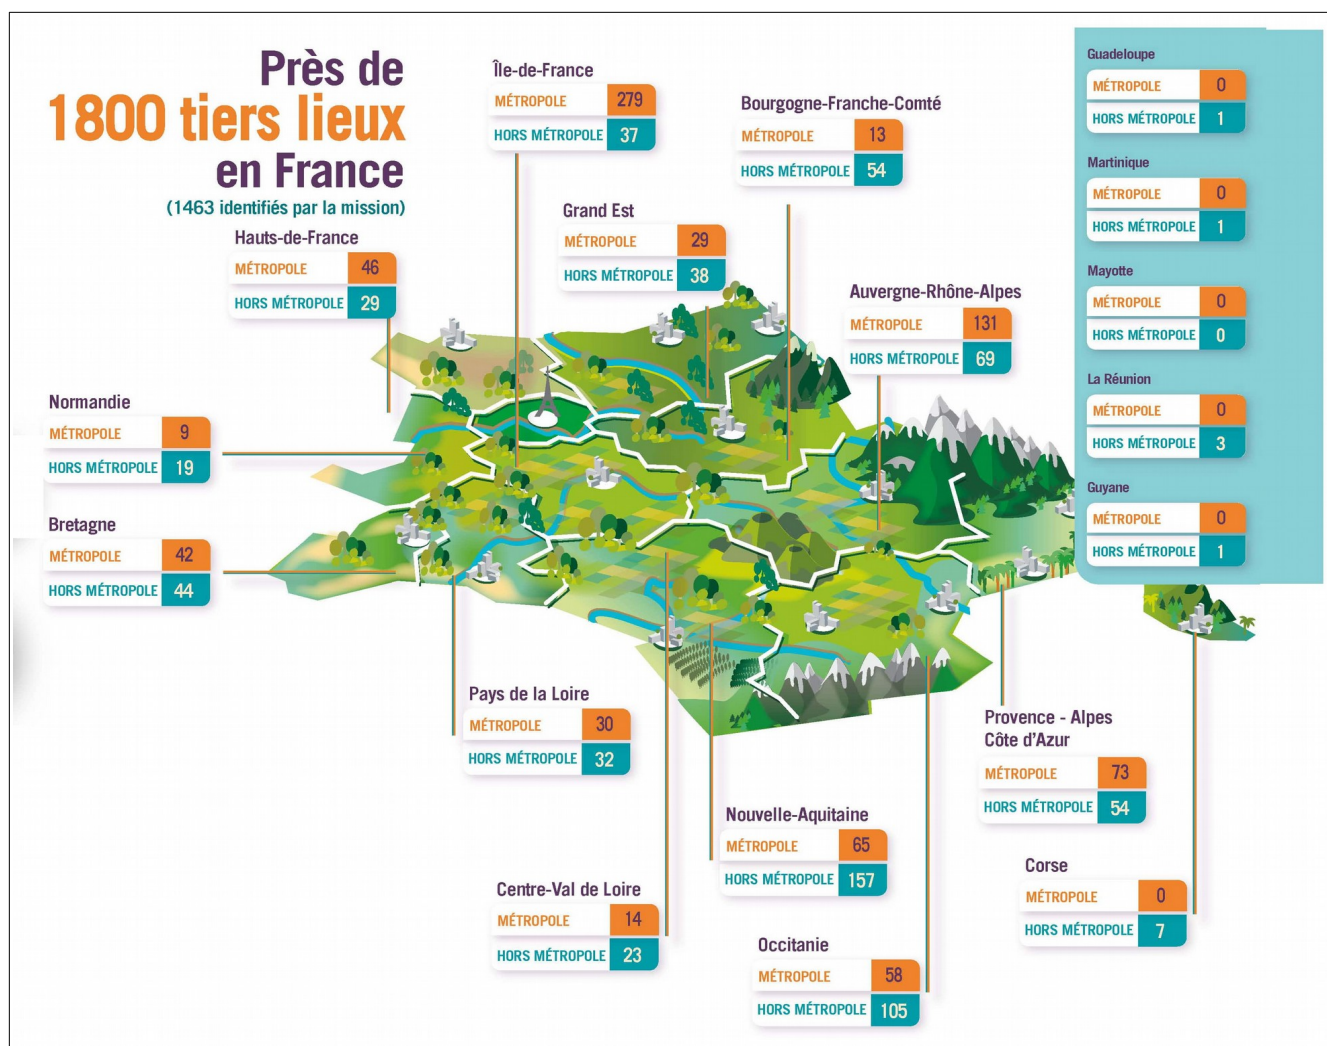 Près de
1800 tiers lieux
en France
(1463 identifiés par la mission)
Île-de-France
MÉTROPOLE 279
HORS MÉTROPOLE 37
Bourgogne-Franche-Comté
MÉTROPOLE 13
HORS MÉTROPOLE 54
Grand Est
MÉTROPOLE 29
HORS MÉTROPOLE 38
Hauts-de-France
MÉTROPOLE 46
HORS MÉTROPOLE 29
Auvergne-Rhône-Alpes
MÉTROPOLE 131
HORS MÉTROPOLE 69
Normandie
MÉTROPOLE 9
HORS MÉTROPOLE 19
Bretagne
MÉTROPOLE 42
HORS MÉTROPOLE 44
Pays de la Loire
MÉTROPOLE 30
HORS MÉTROPOLE 32
Centre-Val de Loire
MÉTROPOLE 14
HORS MÉTROPOLE 23
Nouvelle-Aquitaine
MÉTROPOLE 65
HORS MÉTROPOLE 157
Occitanie
MÉTROPOLE 58
HORS MÉTROPOLE 105
Provence - Alpes
Côte d'Azur
MÉTROPOLE 73
HORS MÉTROPOLE 54
Corse
MÉTROPOLE 0
HORS MÉTROPOLE 7
Guadeloupe
MÉTROPOLE 0
HORS MÉTROPOLE 1
Martinique
MÉTROPOLE 0
HORS MÉTROPOLE 1
Mayotte
MÉTROPOLE 0
HORS MÉTROPOLE 0
La Réunion
MÉTROPOLE 0
HORS MÉTROPOLE 3
Guyane
MÉTROPOLE 0
HORS MÉTROPOLE 1